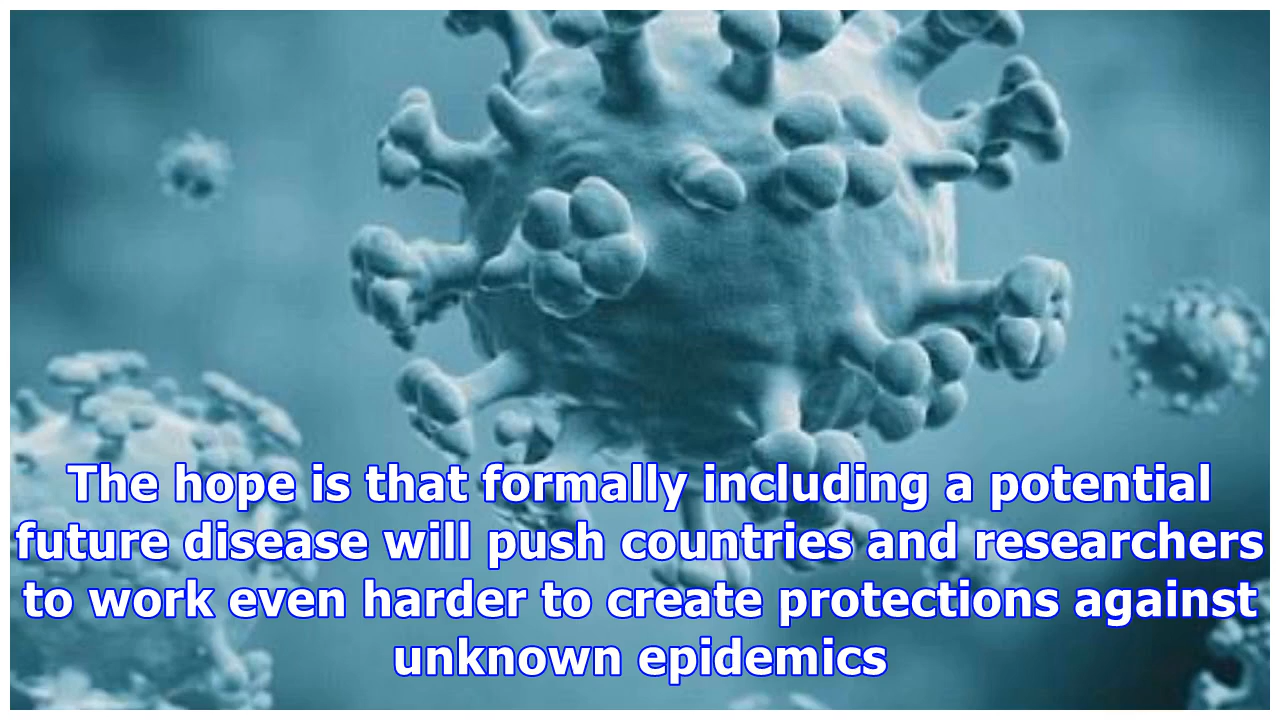 The hope is that formally including a potential
future disease will push countries and researchers
to work even harder to create protections against
unknown epidemics